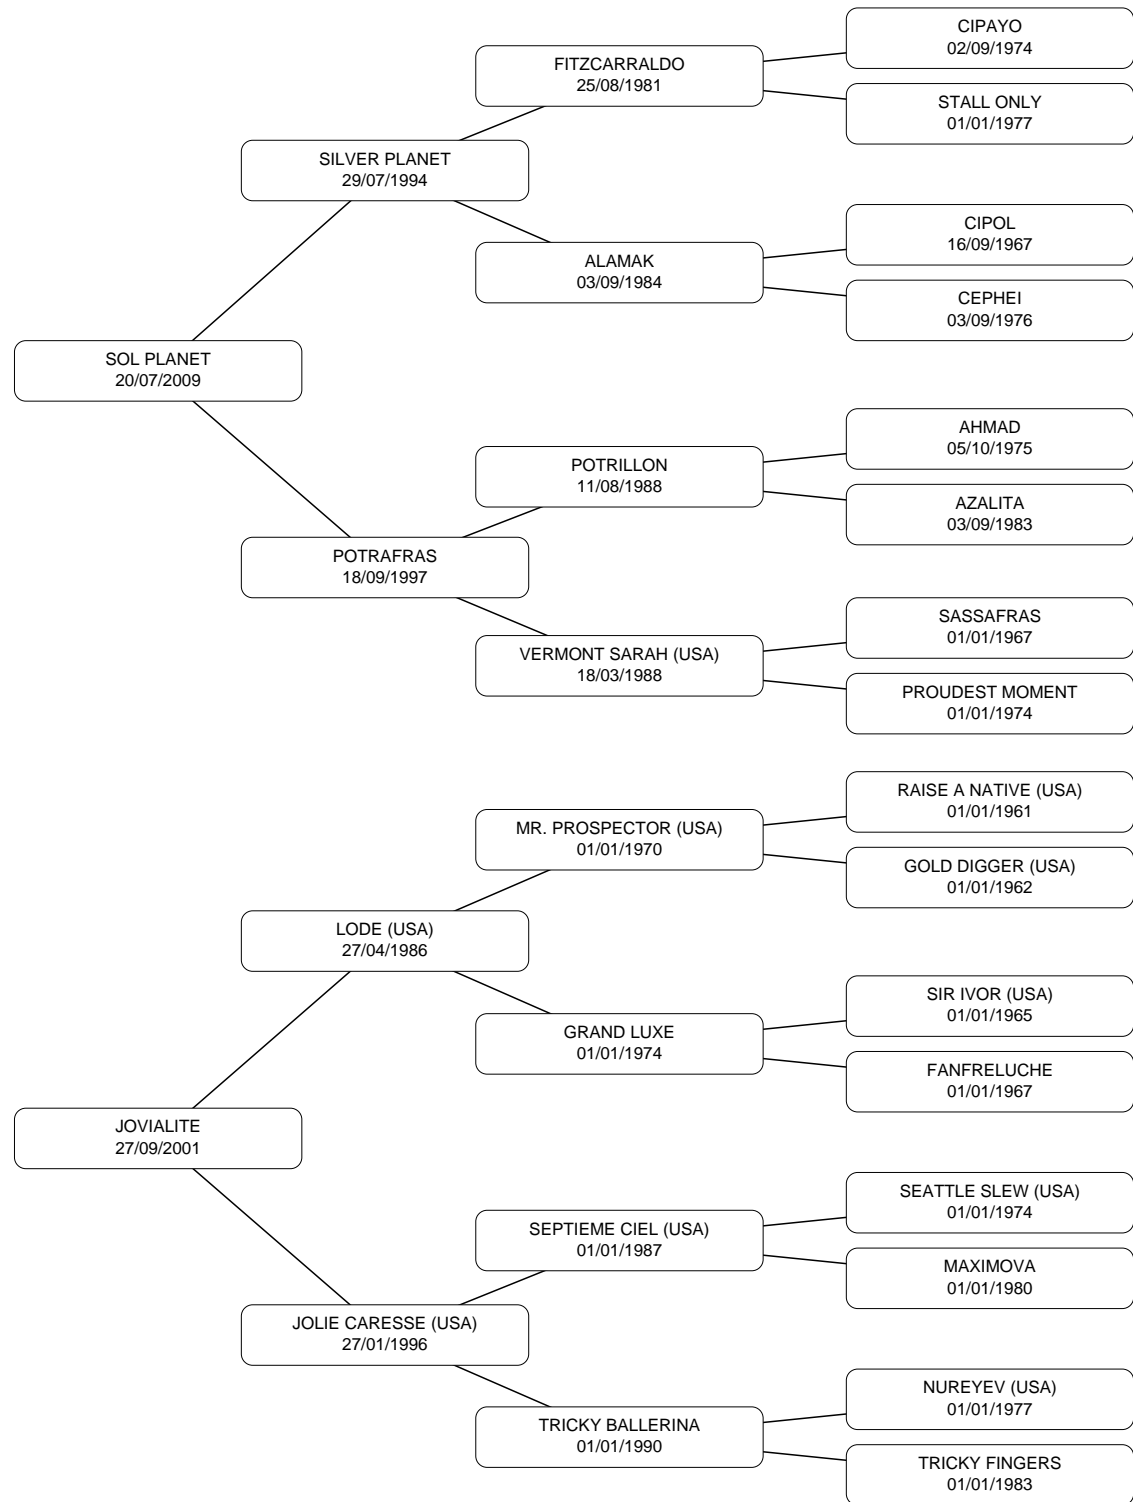 CIPAYO
02/09/1974
FITZCARRALDO
25/08/1981
STALL ONLY
01/01/1977
SILVER PLANET
29/07/1994
CIPOL
16/09/1967
ALAMAK
03/09/1984
CEPHEI
03/09/1976
SOL PLANET
20/07/2009
AHMAD
05/10/1975
POTRILLON
11/08/1988
AZALITA
03/09/1983
POTRAFRAS
18/09/1997
SASSAFRAS
01/01/1967
VERMONT SARAH (USA)
18/03/1988
PROUDEST MOMENT
01/01/1974
RAISE A NATIVE (USA)
01/01/1961
MR. PROSPECTOR (USA)
01/01/1970
GOLD DIGGER (USA)
01/01/1962
LODE (USA)
27/04/1986
SIR IVOR (USA)
01/01/1965
GRAND LUXE
01/01/1974
FANFRELUCHE
01/01/1967
JOVIALITE
27/09/2001
SEATTLE SLEW (USA)
01/01/1974
SEPTIEME CIEL (USA)
01/01/1987
MAXIMOVA
01/01/1980
JOLIE CARESSE (USA)
27/01/1996
NUREYEV (USA)
01/01/1977
TRICKY BALLERINA
01/01/1990
TRICKY FINGERS
01/01/1983